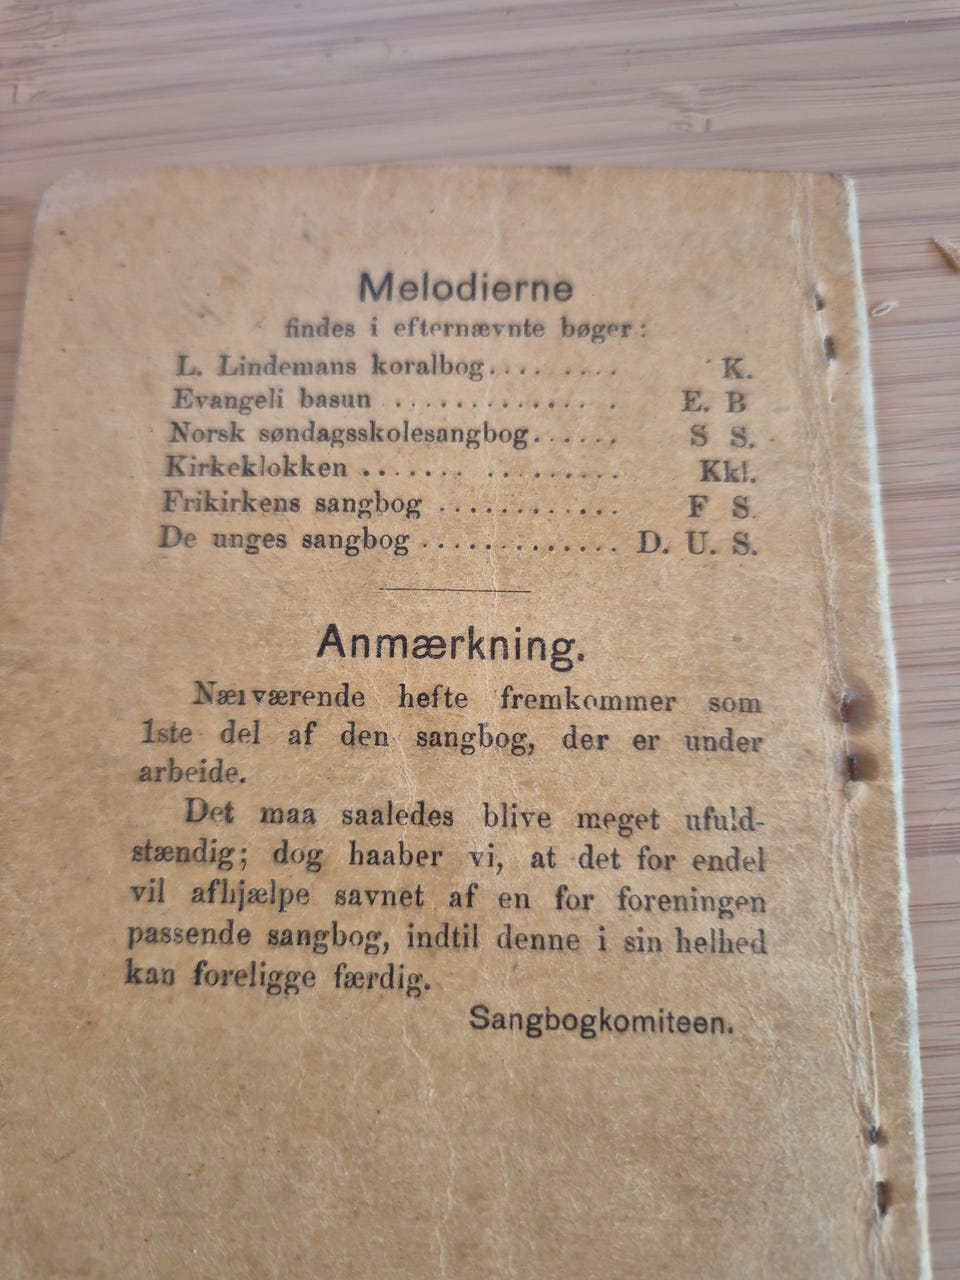 Melodierne
findes i efternævnte bøger:
L. Lindemans koralbog.... .... K.
Evangeli basun .............. E. B
Norsk søndagsskolesangbog...... S S.
Kirkeklokken ....... ......... Kkl.
Frikirkens sangbog ............ F S.
De unges sangbog ............. D. U. S.
Anmærkning.
Nærværende hefte fremkommer som
1ste del af den sangbog, der er under
arbeide.
Det maa saaledes blive meget ufuld-
stændig; dog haaber vi, at det for endel
vil afhjælpe savnet af en for foreningen
passende sangbog, indtil denne i sin helhed
kan foreligge færdig.
Sangbogkomiteen.